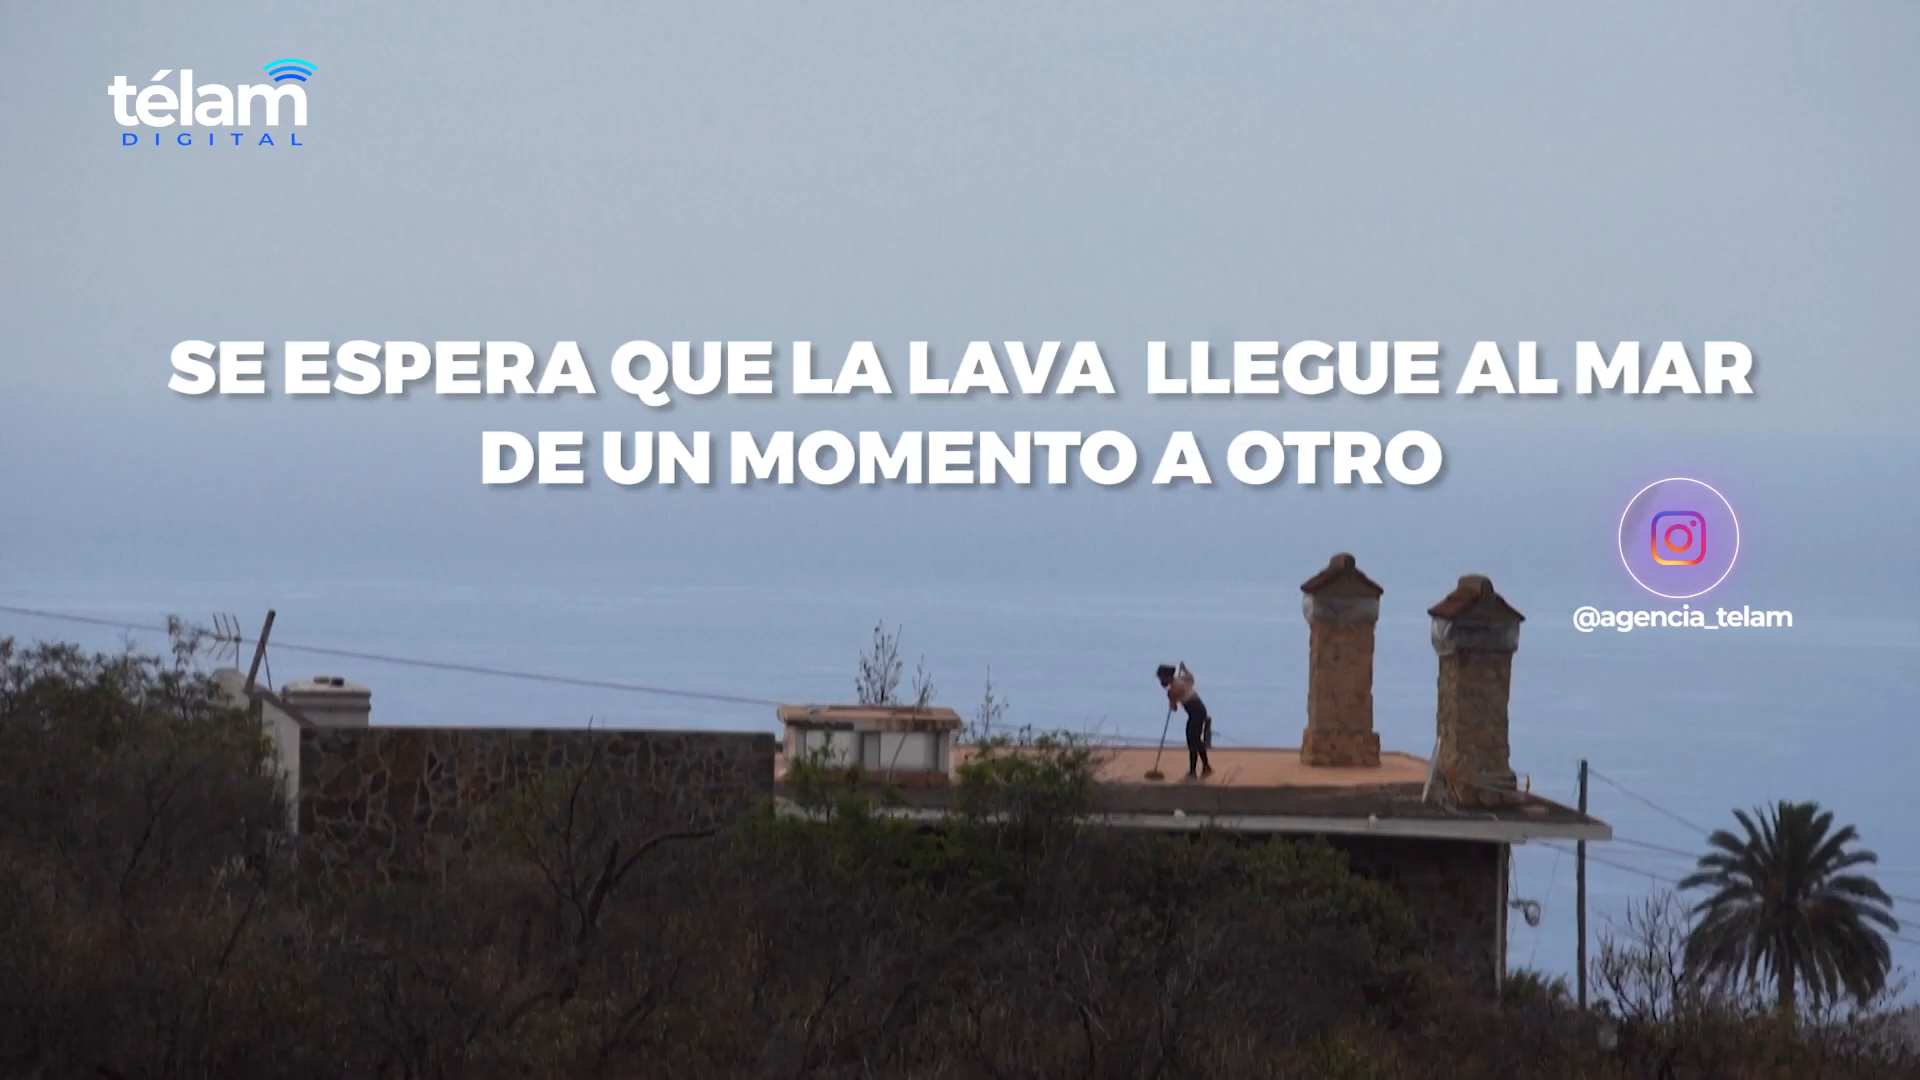 télam
DIGITAL
SE ESPERA QUE LA LAVA LLEGUE AL MAR
DE UN MOMENTO A OTRO
@agencia_telam